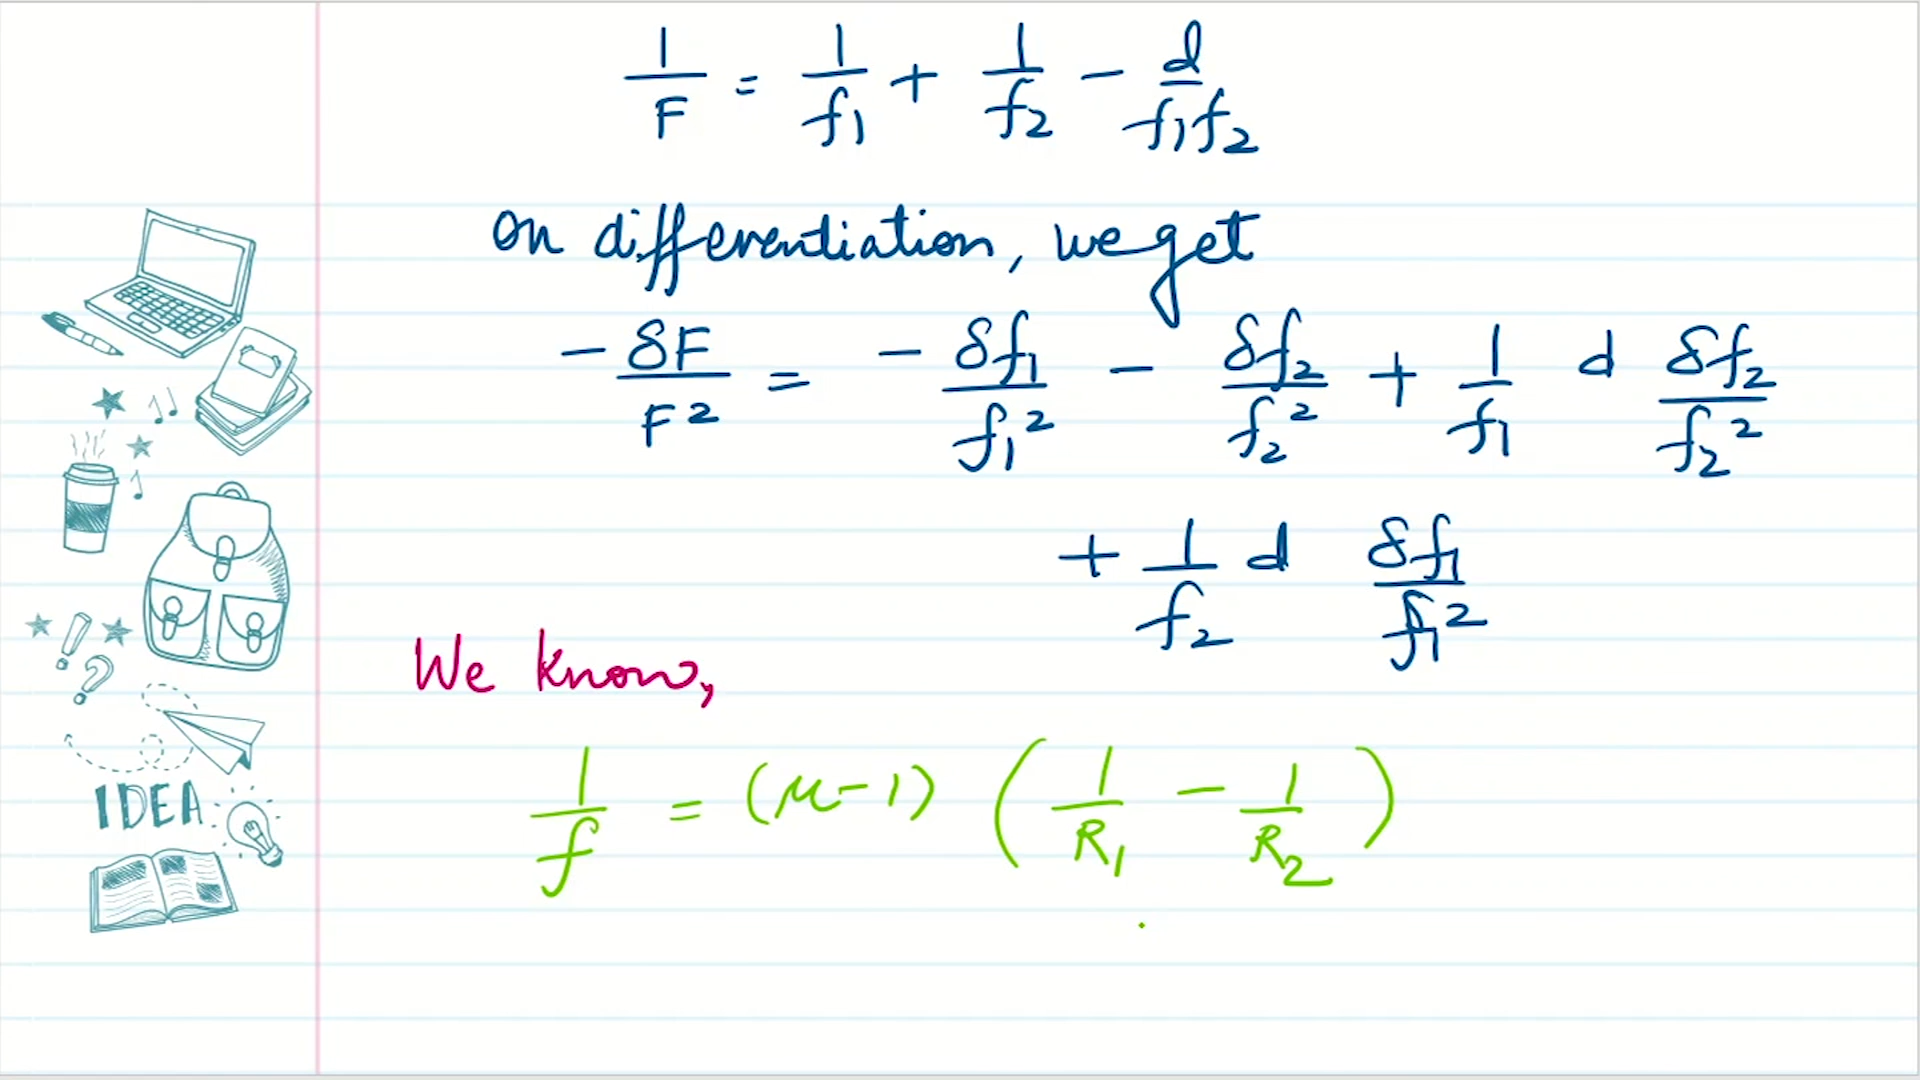 1/F = 1/f₁ + 1/f₂ - d/f₁f₂
On differentiation, we get
-δF/F² = -δf₁/f₁² - δf₂/f₂² + 1/f₁ d δf₂/f₂²
+ 1/f₂ d δf₁/f₁²
We know,
1/f = (μ-1) (1/R₁ - 1/R₂)
IDEA